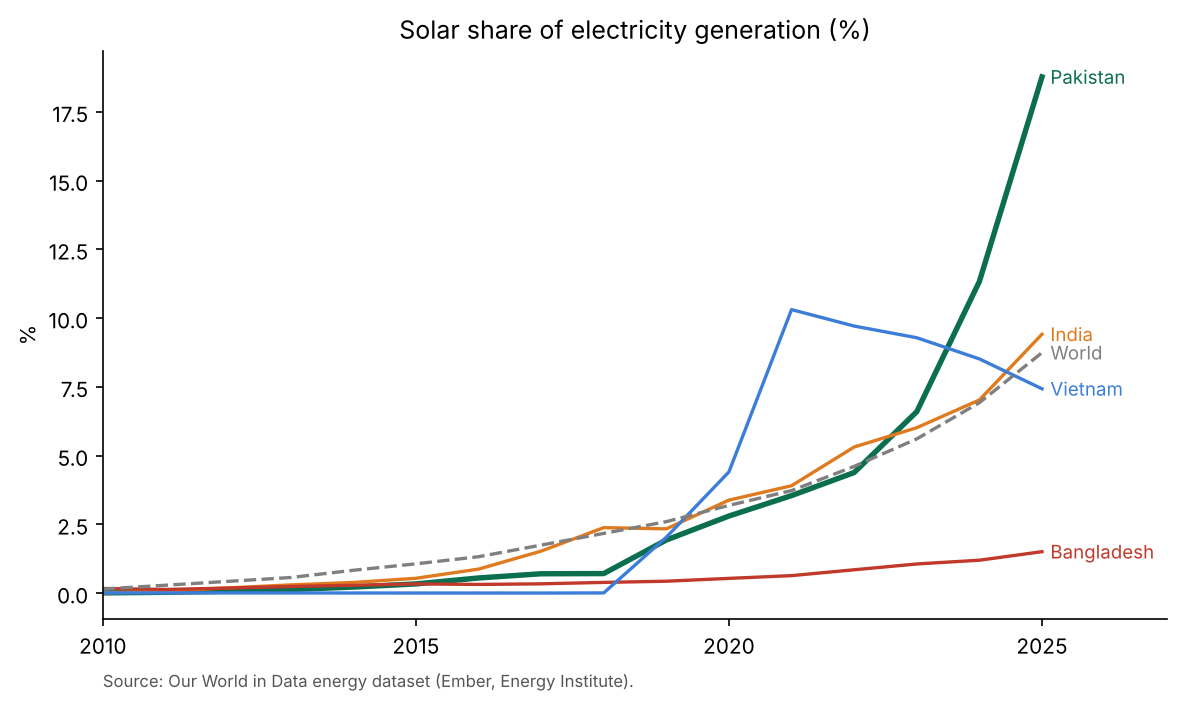 Solar share of electricity generation (%)
%
17.5
15.0
12.5
10.0
7.5
5.0
2.5
0.0
Pakistan
India
World
Vietnam
Bangladesh
2010 2015 2020 2025
Source: Our World in Data energy dataset (Ember, Energy Institute).